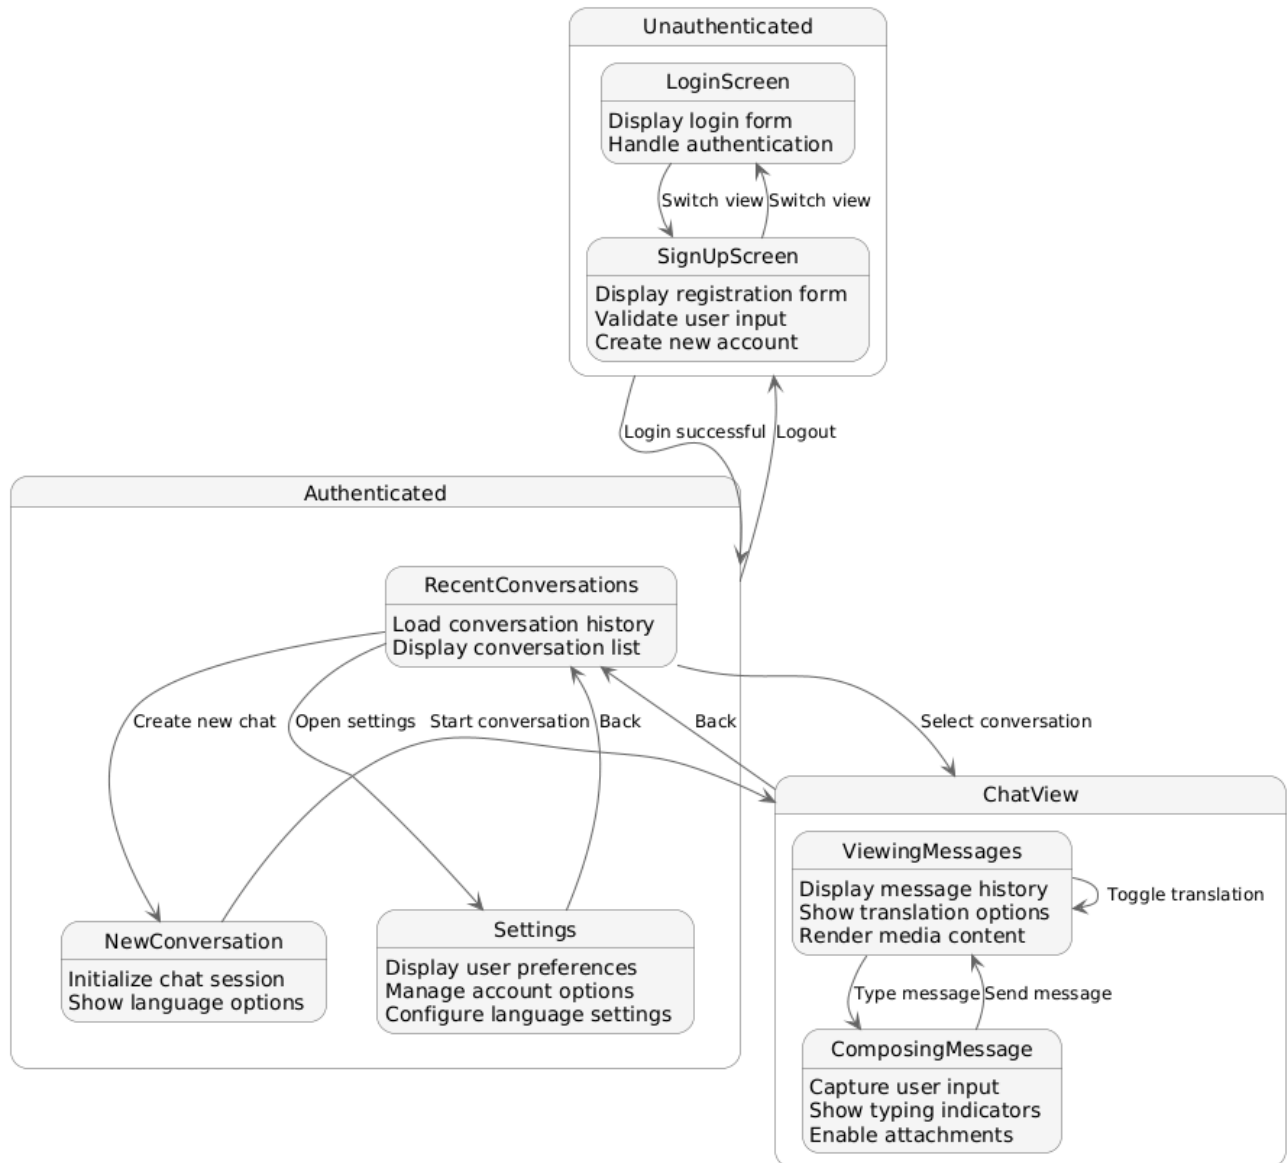 Unauthenticated
LoginScreen
Display login form
Handle authentication
Switch view
Switch view
SignUpScreen
Display registration form
Validate user input
Create new account
Login successful
Logout
Authenticated
RecentConversations
Load conversation history
Display conversation list
Create new chat
Open settings
Start conversation
Back
Back
Select conversation
ChatView
ViewingMessages
Display message history
Show translation options
Render media content
Toggle translation
NewConversation
Initialize chat session
Show language options
Settings
Display user preferences
Manage account options
Configure language settings
Type message
Send message
ComposingMessage
Capture user input
Show typing indicators
Enable attachments